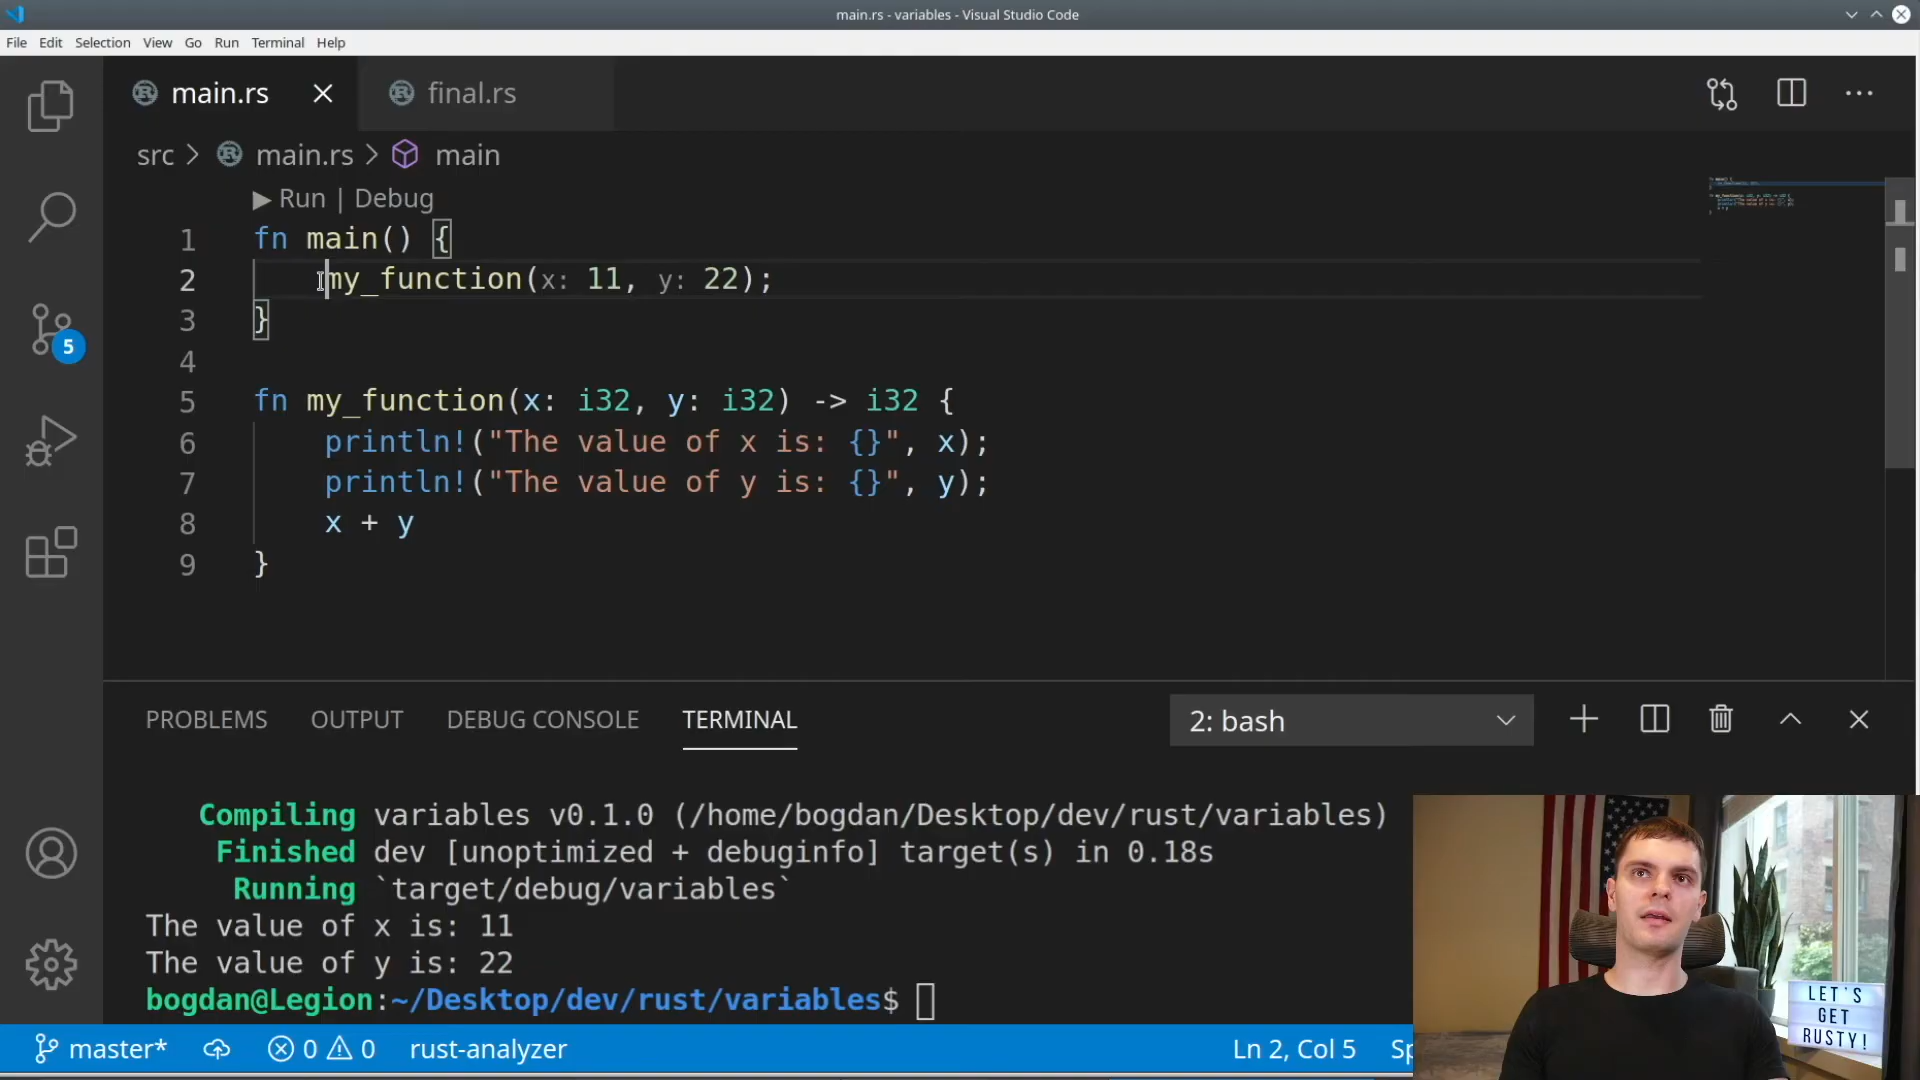 main.rs - variables - Visual Studio Code
File Edit Selection View Go Run Terminal Help
main.rs final.rs
src > main.rs > main
Run | Debug
1 fn main() {
2 my_function(x: 11, y: 22);
3 }
4
5 fn my_function(x: i32, y: i32) -> i32 {
6 println!("The value of x is: {}", x);
7 println!("The value of y is: {}", y);
8 x + y
9 }
5
PROBLEMS OUTPUT DEBUG CONSOLE TERMINAL 2: bash
Compiling variables v0.1.0 (/home/bogdan/Desktop/dev/rust/variables)
Finished dev [unoptimized + debuginfo] target(s) in 0.18s
Running `target/debug/variables`
The value of x is: 11
The value of y is: 22
bogdan@Legion:~/Desktop/dev/rust/variables$
master* 0 0 rust-analyzer Ln 2, Col 5 Sp
LET'S
GET
RUSTY!